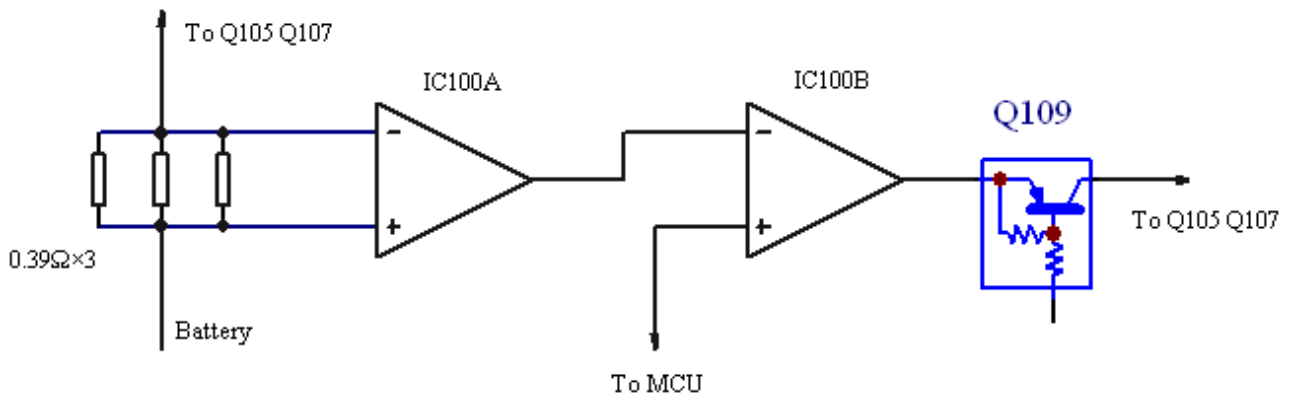 To Q105 Q107
IC100A
IC100B
Q109
To Q105 Q107
0.39Ω×3
Battery
To MCU